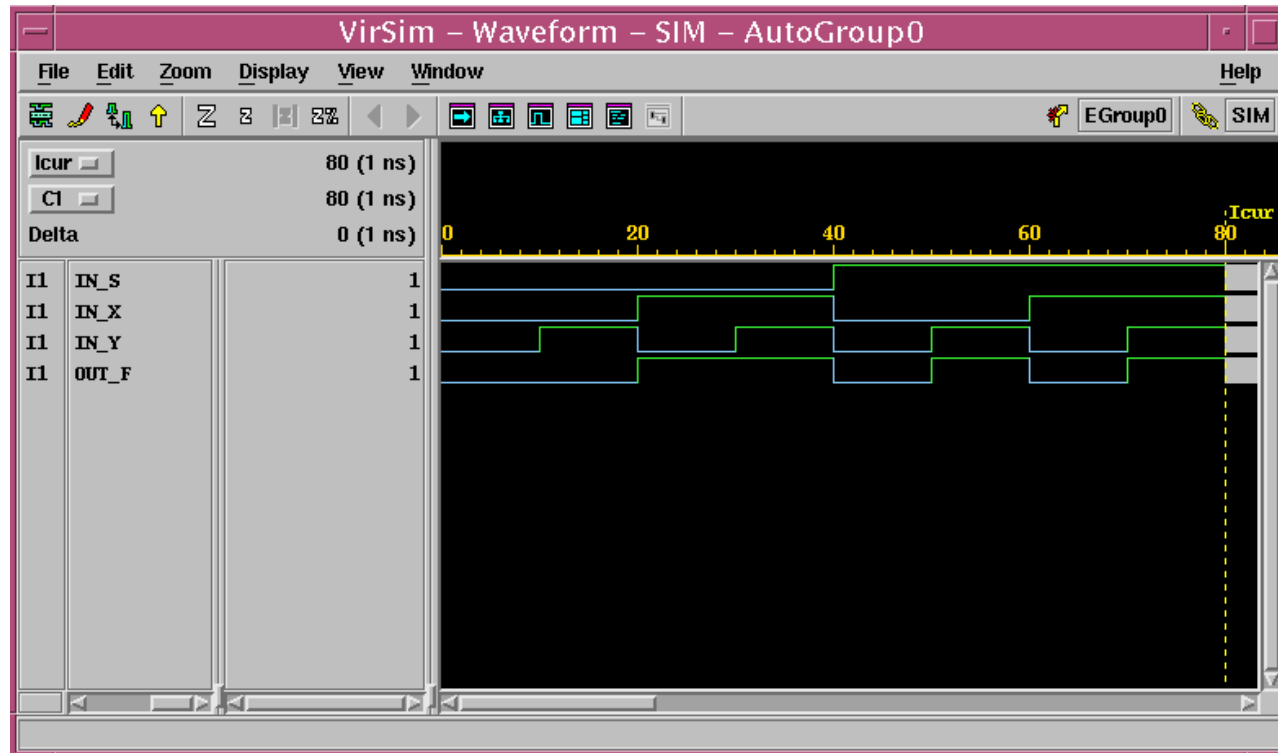 VirSim – Waveform – SIM – AutoGroup0
File Edit Zoom Display View Window Help
Z z |z| z% EGroup0 SIM
Icur 80 (1 ns)
C1 80 (1 ns)
Delta 0 (1 ns)
Icur
0 20 40 60 80
I1 IN_S 1
I1 IN_X 1
I1 IN_Y 1
I1 OUT_F 1